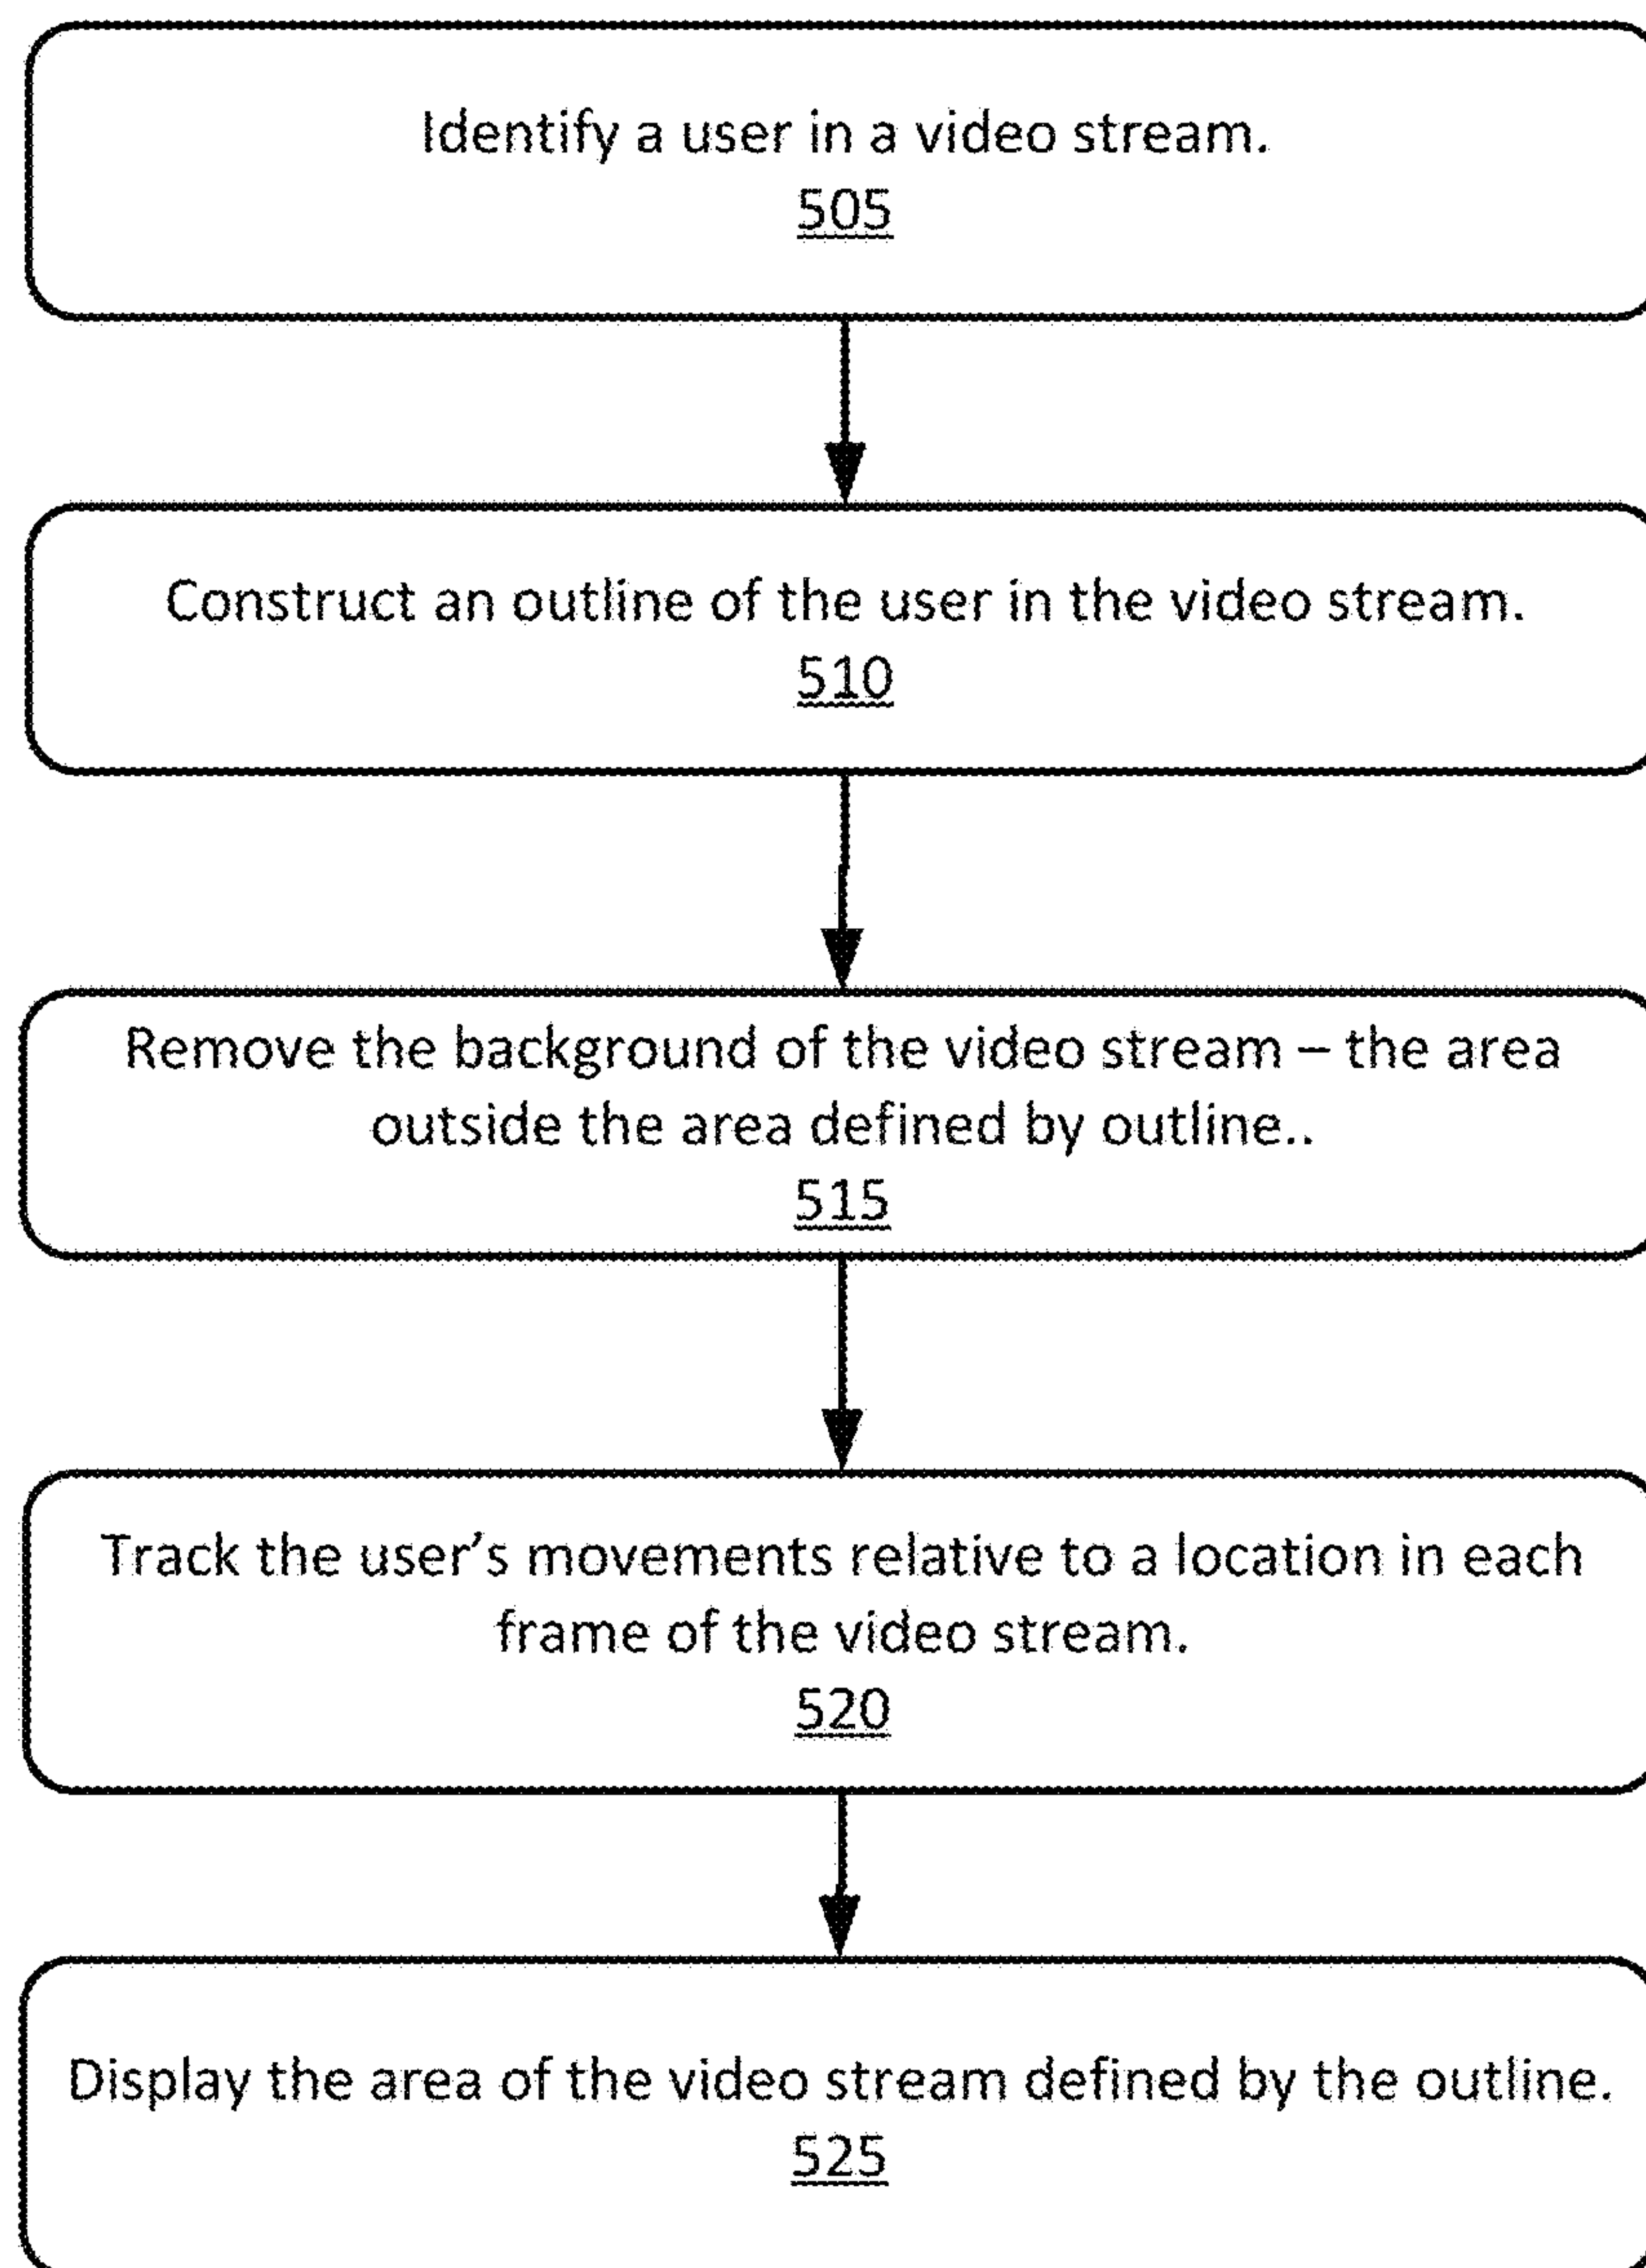 Identify a user in a video stream.
505
Construct an outline of the user in the video stream.
510
Remove the background of the video stream – the area
outside the area defined by outline..
515
Track the user’s movements relative to a location in each
frame of the video stream.
520
Display the area of the video stream defined by the outline.
525